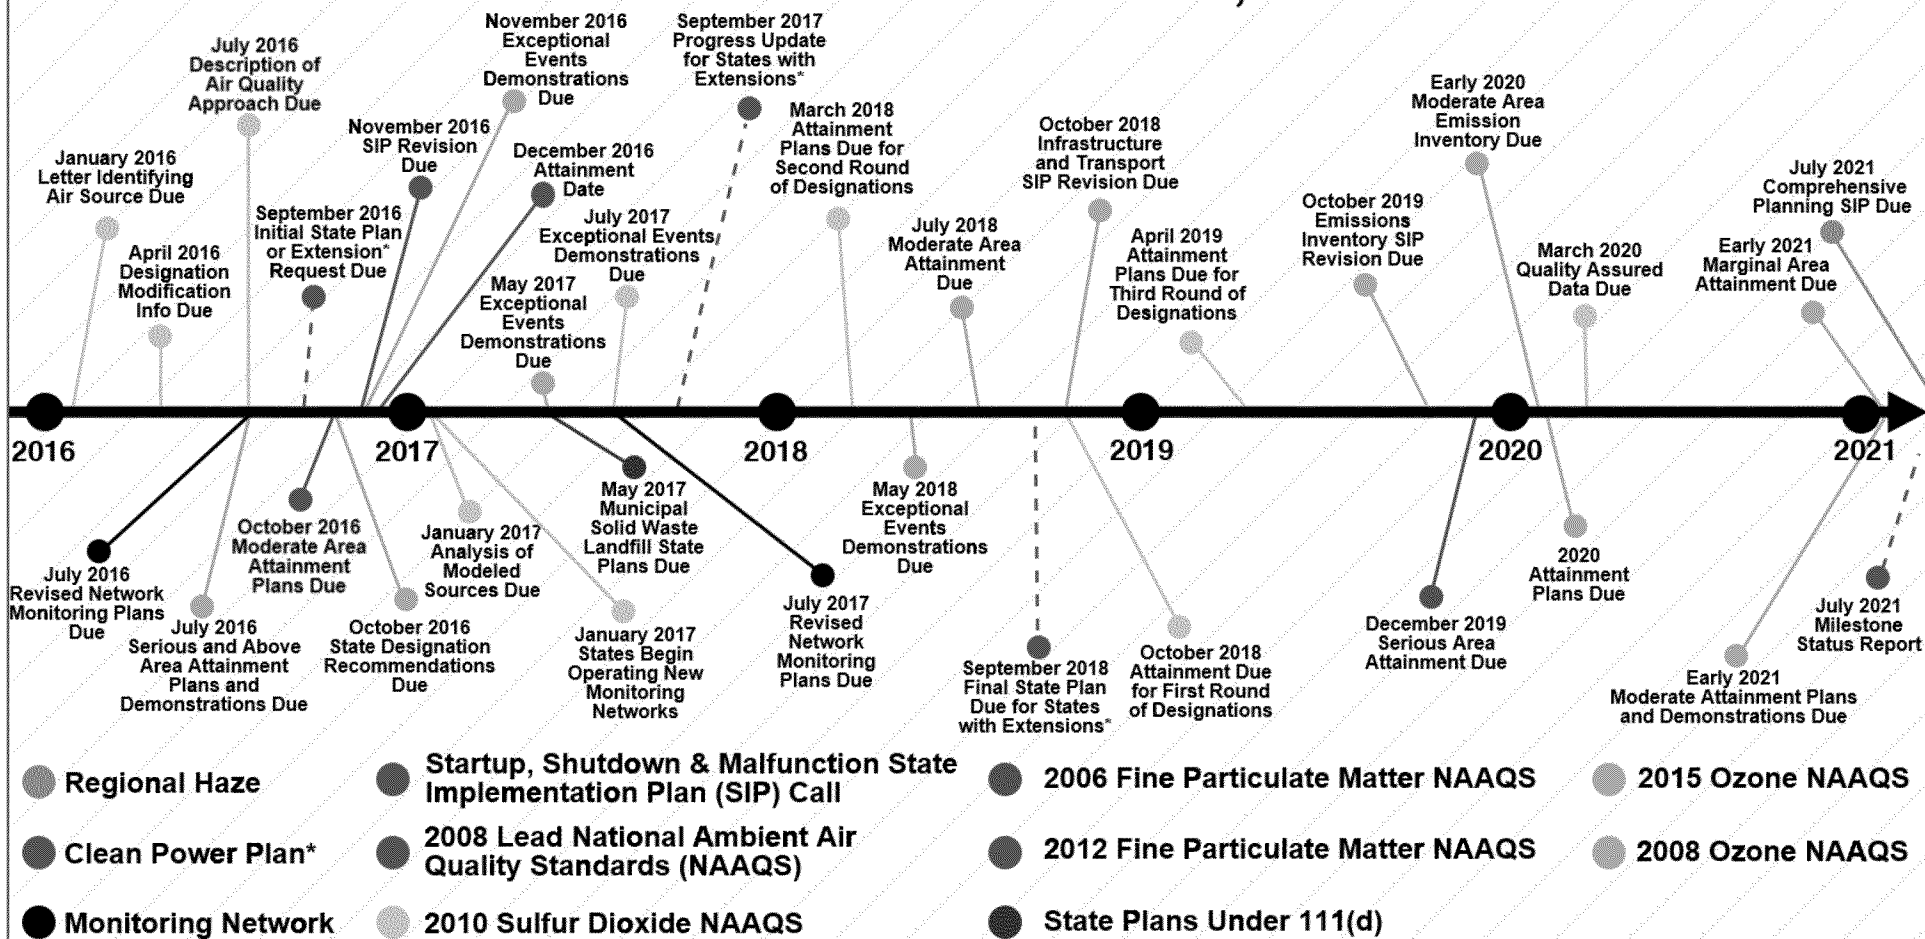 January 2016
Letter Identifying
Air Source Due
April 2016
Designation
Modification
Info Due
July 2016
Description of
Air Quality
Approach Due
September 2016
Initial State Plan
or Extension*
Request Due
November 2016
SIP Revision
Due
November 2016
Exceptional
Events
Demonstrations
Due
December 2016
Attainment
Date
May 2017
Exceptional
Events
Demonstrations
Due
July 2017
Exceptional Events
Demonstrations
Due
September 2017
Progress Update
for States with
Extensions*
March 2018
Attainment
Plans Due for
Second Round
of Designations
July 2018
Moderate Area
Attainment
Due
October 2018
Infrastructure
and Transport
SIP Revision Due
April 2019
Attainment
Plans Due for
Third Round of
Designations
October 2019
Emissions
Inventory SIP
Revision Due
Early 2020
Moderate Area
Emission
Inventory Due
March 2020
Quality Assured
Data Due
July 2021
Comprehensive
Planning SIP Due
Early 2021
Marginal Area
Attainment Due
2016
2017
2018
2019
2020
2021
July 2016
Revised Network
Monitoring Plans
Due
July 2016
Serious and Above
Area Attainment
Plans and
Demonstrations Due
October 2016
Moderate Area
Attainment
Plans Due
October 2016
State Designation
Recommendations
Due
January 2017
Analysis of
Modeled
Sources Due
January 2017
States Begin
Operating New
Monitoring
Networks
May 2017
Municipal
Solid Waste
Landfill State
Plans Due
July 2017
Revised
Network
Monitoring
Plans Due
May 2018
Exceptional
Events
Demonstrations
Due
September 2018
Final State Plan
Due for States
with Extensions*
October 2018
Attainment Due
for First Round
of Designations
December 2019
Serious Area
Attainment Due
2020
Attainment
Plans Due
Early 2021
Moderate Attainment Plans
and Demonstrations Due
July 2021
Milestone
Status Report
Regional Haze
Clean Power Plan*
Monitoring Network
Startup, Shutdown & Malfunction State
Implementation Plan (SIP) Call
2008 Lead National Ambient Air
Quality Standards (NAAQS)
2010 Sulfur Dioxide NAAQS
2006 Fine Particulate Matter NAAQS
2012 Fine Particulate Matter NAAQS
State Plans Under 111(d)
2015 Ozone NAAQS
2008 Ozone NAAQS